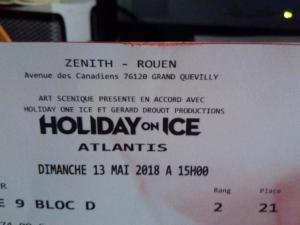 ZENITH - ROUEN
Avenue des Canadiens 76120 GRAND QUEVILLY
ART SCENIQUE PRESENTE EN ACCORD AVEC
HOLIDAY ONE ICE ET GERARD DROUOT PRODUCTIONS
HOLIDAY ON ICE
ATLANTIS
DIMANCHE 13 MAI 2018 A 15H00
Rang Place
E 9 BLOC D 2 21